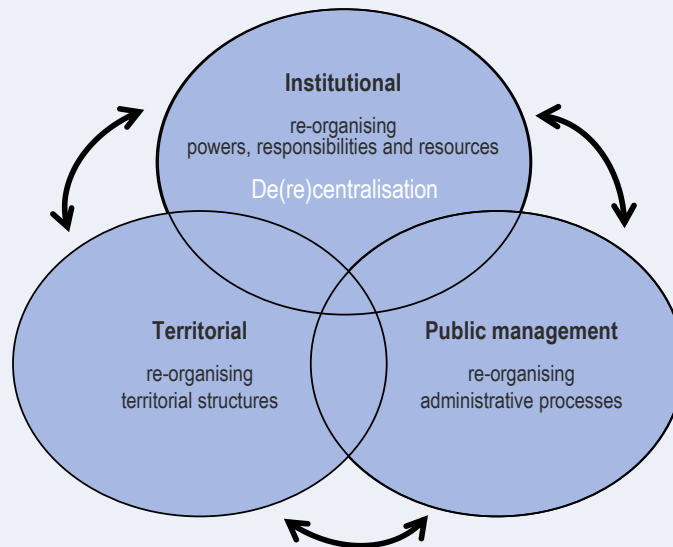 Institutional
re-organising
powers, responsibilities and resources
De(re)centralisation
Territorial
re-organising
territorial structures
Public management
re-organising
administrative processes